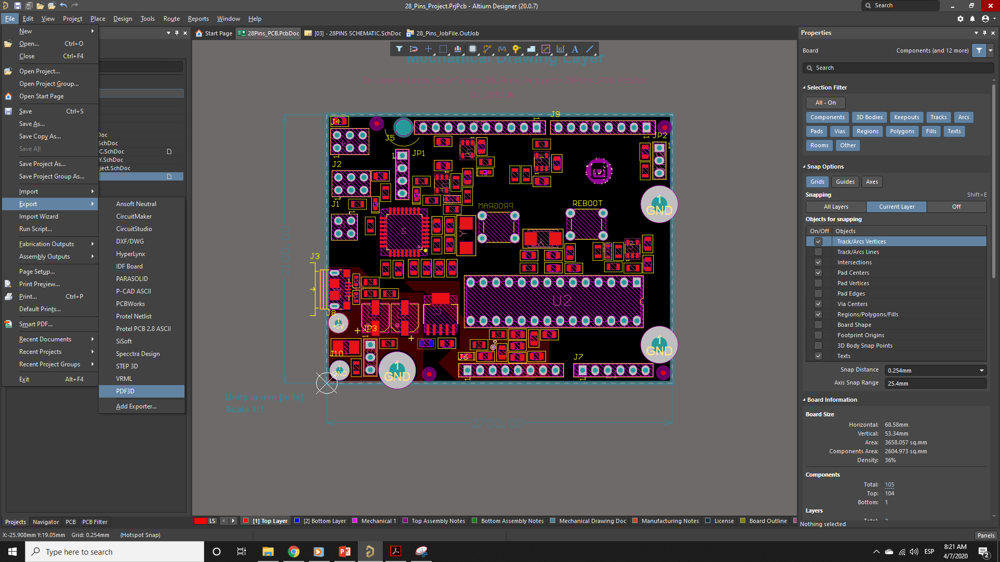 28_Pins_Project.PrjPcb - Altium Designer (20.0.7)
Search
File Edit View Project Place Design Tools Route Reports Window Help
New
Open... Ctrl+O
Close Ctrl+F4
Open Project...
Open Project Group...
Open Start Page
Save Ctrl+S
Save As...
Save Copy As...
Save All
Save Project As...
Save Project Group As...
Import
Export
Import Wizard
Run Script...
Fabrication Outputs
Assembly Outputs
Page Setup...
Print Preview...
Print... Ctrl+P
Default Prints...
Smart PDF...
Recent Documents
Recent Projects
Recent Project Groups
Exit Alt+F4
Ansoft Neutral
CircuitMaker
CircuitStudio
DXF/DWG
HyperLynx
IDF Board
PARASOLID
P-CAD ASCII
PCBWorks
Protel Netlist
Protel PCB 2.8 ASCII
SiSoft
Specctra Design
STEP 3D
VRML
PDF3D
Add Exporter...
Doc
SchDoc
C.SchDoc
Y.SchDoc
ject.SchDoc
Projects Navigator PCB PCB Filter
Start Page 28Pins_PCB.PcbDoc [03] - 28PINS SCHEMATIC.SchDoc 28_Pins_JobFile.OutJob
Mechanical Drawing Layer
J9
J4
J5
JP2
1
JP1
1
J2
J1
PROGRAM
REBOOT
1
GND
Y
J3
2100.00
U2
J8
1
+5V
JP3
1
GND
J10
GND
1
GND
J6
J7
Units in mm [mils]
Scale 1:1
2700.00
LS [1] Top Layer [2] Bottom Layer Mechanical 1 Top Assembly Notes Bottom Assembly Notes Mechanical Drawing Doc Manufacturing Notes License Board Outline
Properties
Board Components (and 12 more)
Search
Selection Filter
All - On
Components 3D Bodies Keepouts Tracks Arcs
Pads Vias Regions Polygons Fills Texts
Rooms Other
Snap Options
Grids Guides Axes
Snapping Shift+E
All Layers Current Layer Off
Objects for snapping
On/Off Objects
Track/Arcs Vertices
Track/Arcs Lines
Intersections
Pad Centers
Pad Vertices
Pad Edges
Via Centers
Regions/Polygons/Fills
Board Shape
Footprint Origins
3D Body Snap Points
Texts
Snap Distance 0.254mm
Axis Snap Range 25.4mm
Board Information
Board Size
Horizontal: 68.58mm
Vertical: 53.34mm
Area: 3658.057 sq.mm
Components Area: 2604.973 sq.mm
Density: 36%
Components
Total: 105
Top: 104
Bottom: 1
Layers
Nothing selected
X:-25.908mm Y:19.05mm Grid: 0.254mm (Hotspot Snap)
Panels
Type here to search
ESP
8:21 AM
4/7/2020
2